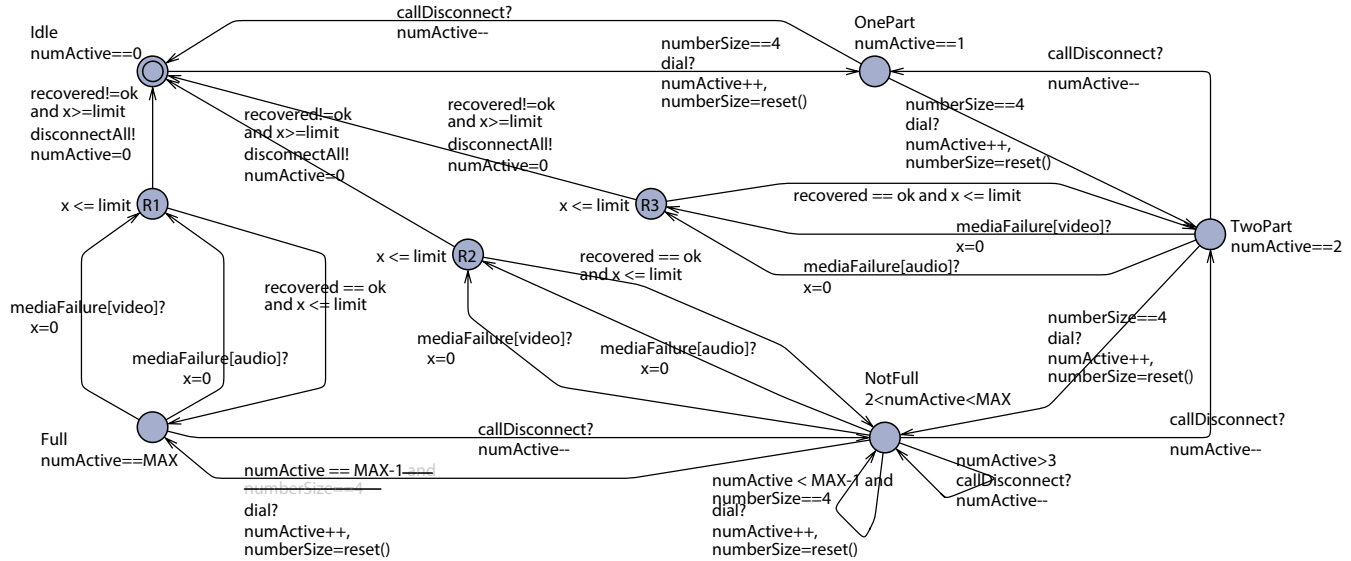 callDisconnect?
numActive--
Idle
numActive==0
OnePart
numActive==1
numberSize==4
dial?
numActive++,
numberSize=reset()
callDisconnect?
numActive--
recovered!=ok
and x>=limit
disconnectAll!
numActive=0
recovered!=ok
and x>=limit
disconnectAll!
numActive=0
recovered!=ok
and x>=limit
disconnectAll!
numActive=0
numberSize==4
dial?
numActive++,
numberSize=reset()
x <= limit
R1
x <= limit
R3
recovered == ok and x <= limit
mediaFailure[video]?
x=0
TwoPart
numActive==2
x <= limit
R2
recovered == ok
and x <= limit
mediaFailure[audio]?
x=0
recovered == ok
and x <= limit
mediaFailure[video]?
x=0
mediaFailure[audio]?
x=0
mediaFailure[video]?
x=0
mediaFailure[audio]?
x=0
numberSize==4
dial?
numActive++,
numberSize=reset()
NotFull
2<numActive<MAX
Full
numActive==MAX
callDisconnect?
numActive--
callDisconnect?
numActive--
numActive == MAX-1 and
numberSize==4
dial?
numActive++,
numberSize=reset()
numActive < MAX-1 and
numberSize==4
dial?
numActive++,
numberSize=reset()
numActive>3
callDisconnect?
numActive--